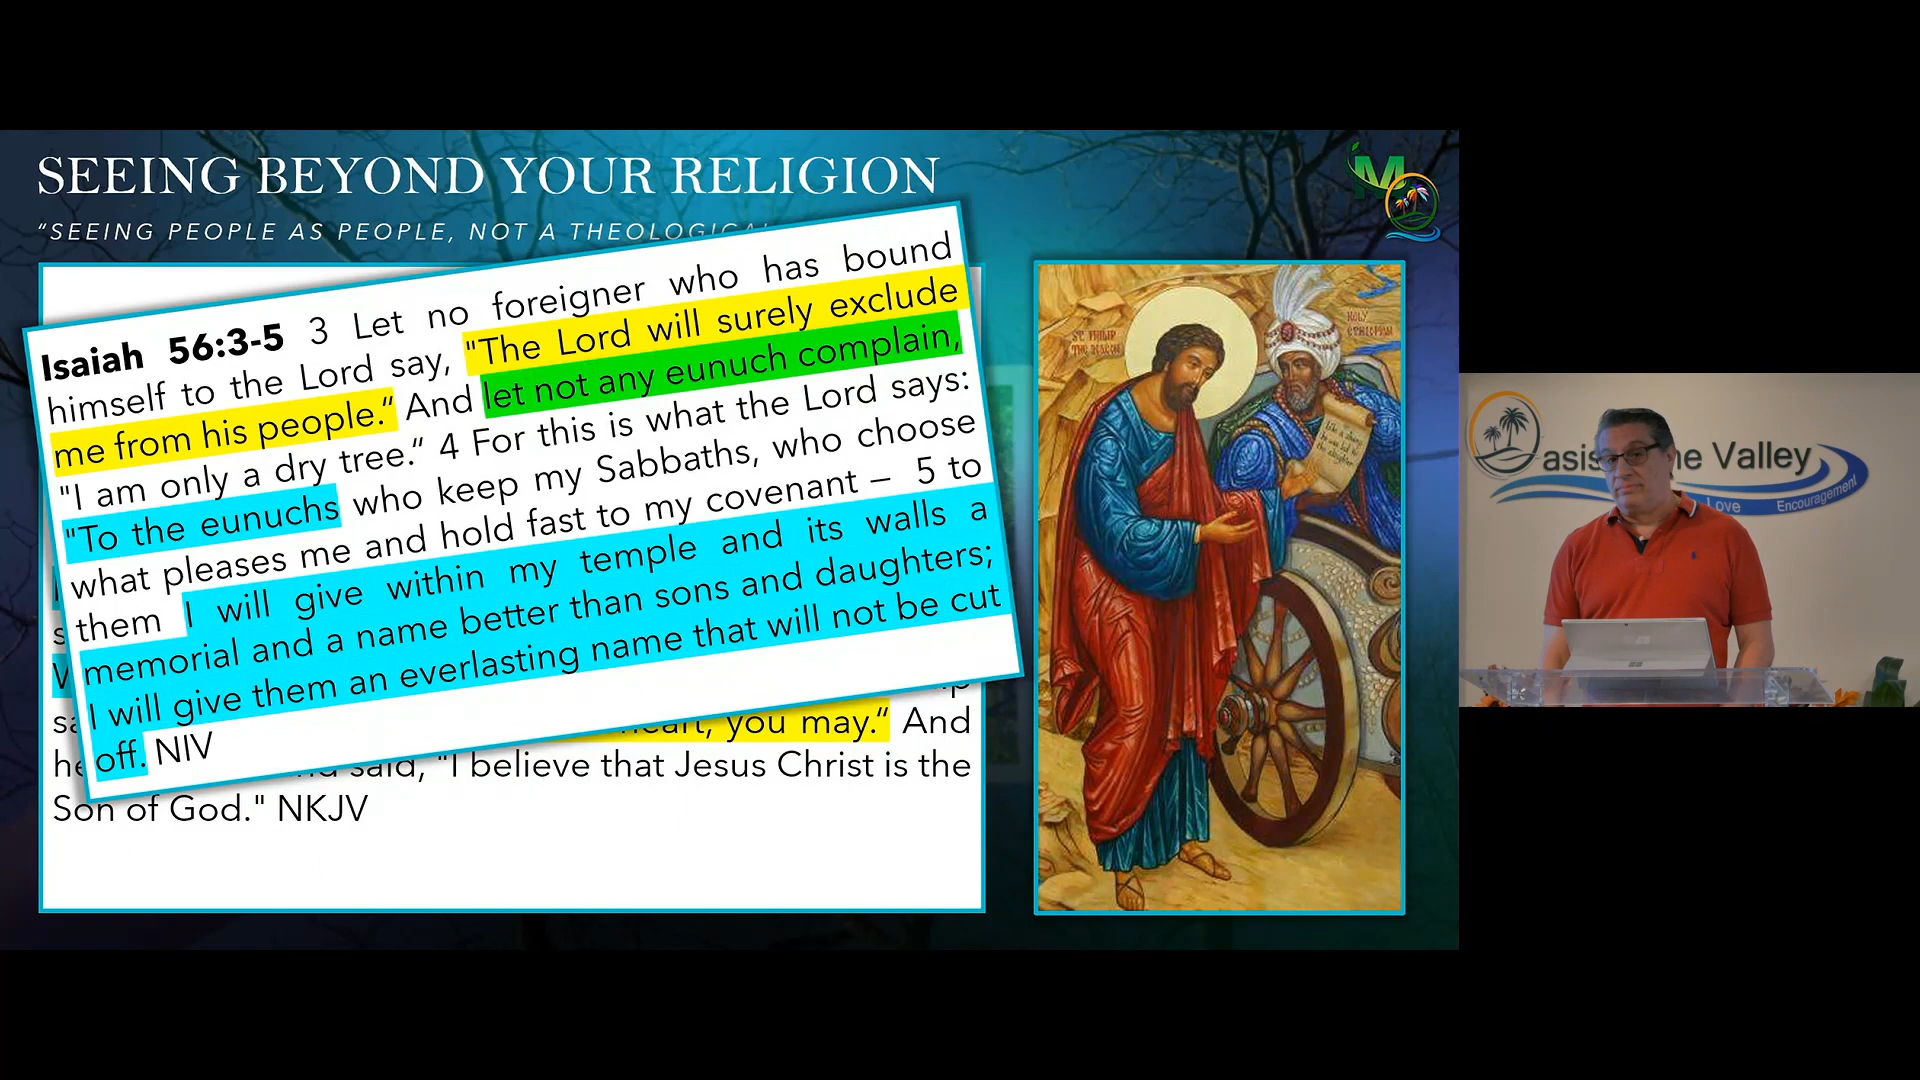 SEEING BEYOND YOUR RELIGION
"SEEING PEOPLE AS PEOPLE, NOT A THEOLOGICAL
Isaiah 56:3-5 3 Let no foreigner who has bound
himself to the Lord say, "The Lord will surely exclude
me from his people.“ And let not any eunuch complain,
"I am only a dry tree.“ 4 For this is what the Lord says:
"To the eunuchs who keep my Sabbaths, who choose
what pleases me and hold fast to my covenant – 5 to
them I will give within my temple and its walls a
memorial and a name better than sons and daughters;
I will give them an everlasting name that will not be cut
off. NIV
heart, you may.“ And
said, "I believe that Jesus Christ is the
Son of God." NKJV
M
ST. PHILIP
THE DEACON
HOLY
ETHIOPIAN
asis
he Valley
Love Encouragement